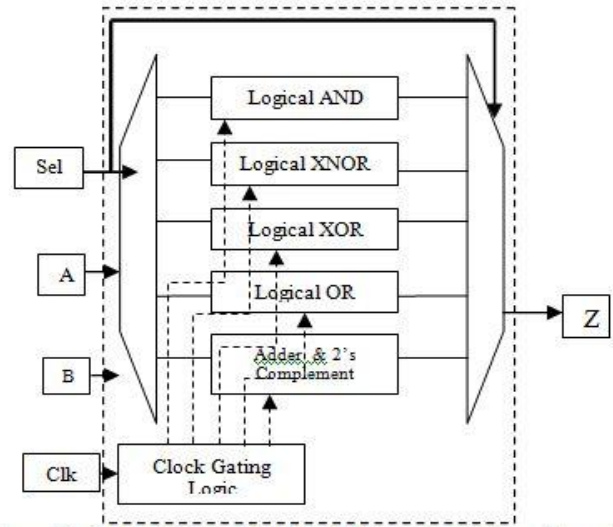 Logical AND
Sel
Logical XNOR
Logical XOR
A
Logical OR
Z
B
Adder & 2's
Complement
Clk
Clock Gating
Logic